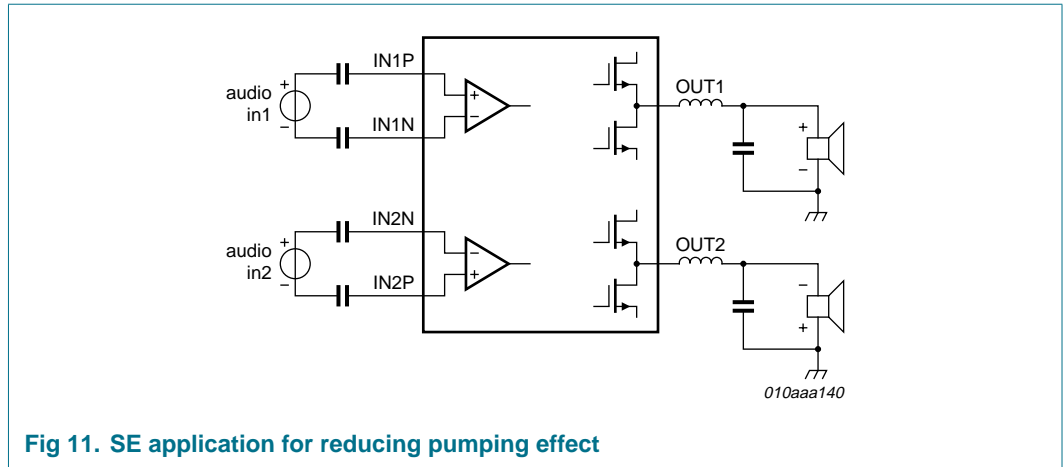 IN1P
audio
in1
+
−
IN1N
+
−
OUT1
+
−
IN2N
audio
in2
+
−
IN2P
−
+
OUT2
−
+
010aaa140
Fig 11. SE application for reducing pumping effect